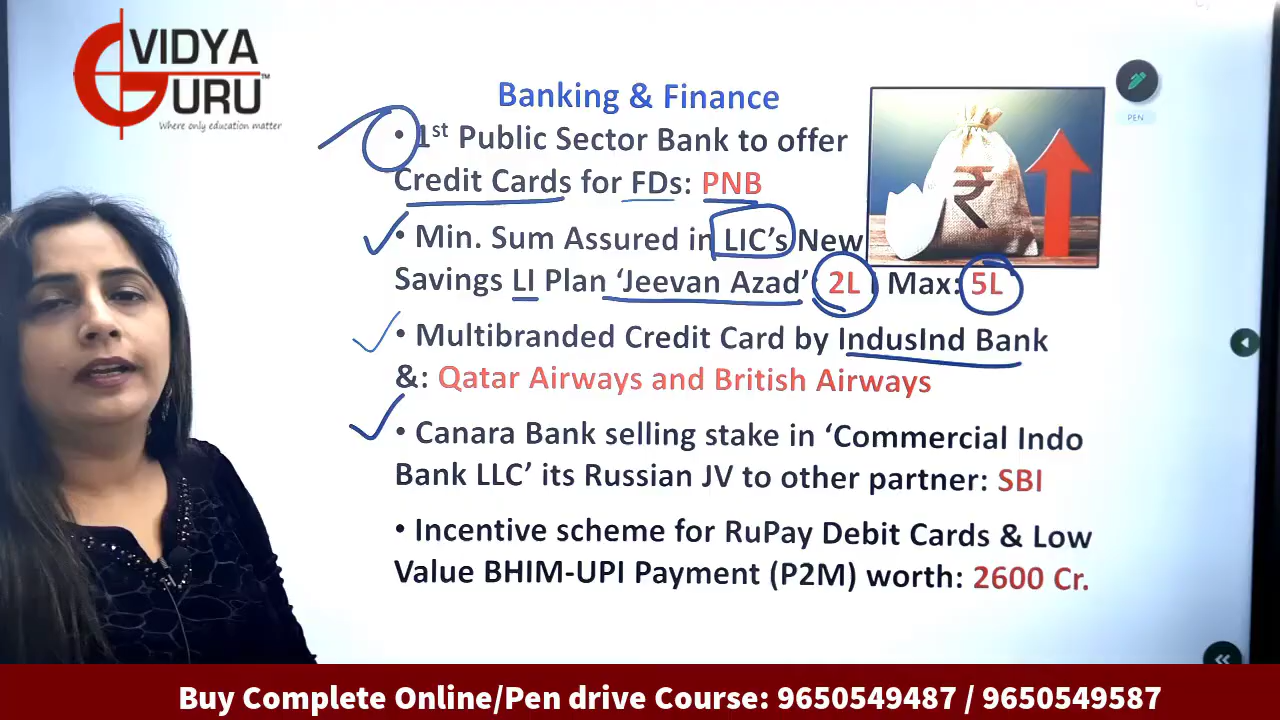 VIDYA
GURU™
Where only education matter
Banking & Finance
• 1st Public Sector Bank to offer
Credit Cards for FDs: PNB
• Min. Sum Assured in LIC's New
Savings LI Plan 'Jeevan Azad': 2L | Max: 5L
• Multibranded Credit Card by IndusInd Bank
&: Qatar Airways and British Airways
• Canara Bank selling stake in 'Commercial Indo
Bank LLC' its Russian JV to other partner: SBI
• Incentive scheme for RuPay Debit Cards & Low
Value BHIM-UPI Payment (P2M) worth: 2600 Cr.
PEN
₹
Buy Complete Online/Pen drive Course: 9650549487 / 9650549587